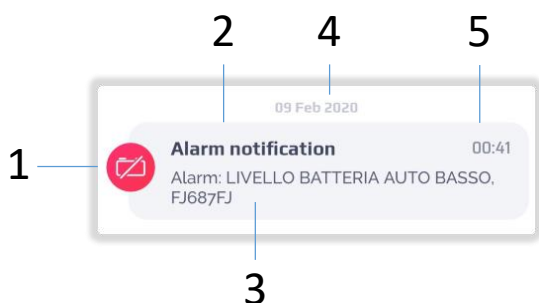 2 4 5
09 Feb 2020
Alarm notification 00:41
1
Alarm: LIVELLO BATTERIA AUTO BASSO,
FJ687FJ
3